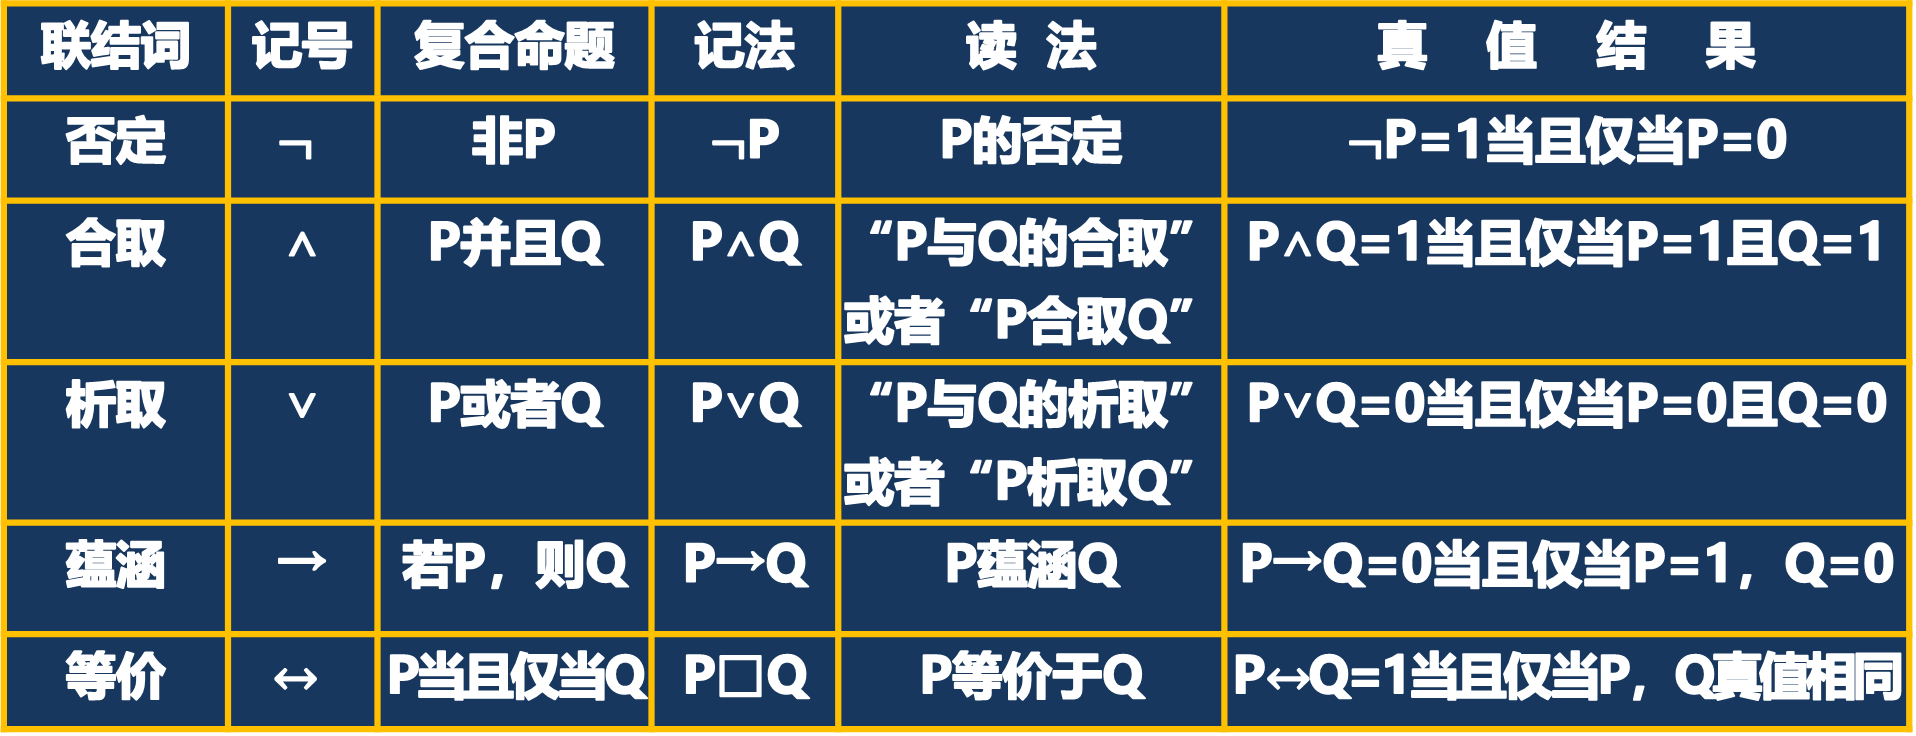 联结词 记号 复合命题 记法 读 法 真 值 结 果
否定 ¬ 非P ¬P P的否定 ¬P=1当且仅当P=0
合取 ∧ P并且Q P∧Q “P与Q的合取” P∧Q=1当且仅当P=1且Q=1
或者“P合取Q”
析取 ∨ P或者Q P∨Q “P与Q的析取” P∨Q=0当且仅当P=0且Q=0
或者“P析取Q”
蕴涵 → 若P，则Q P→Q P蕴涵Q P→Q=0当且仅当P=1，Q=0
等价 ↔ P当且仅当Q P□Q P等价于Q P↔Q=1当且仅当P，Q真值相同